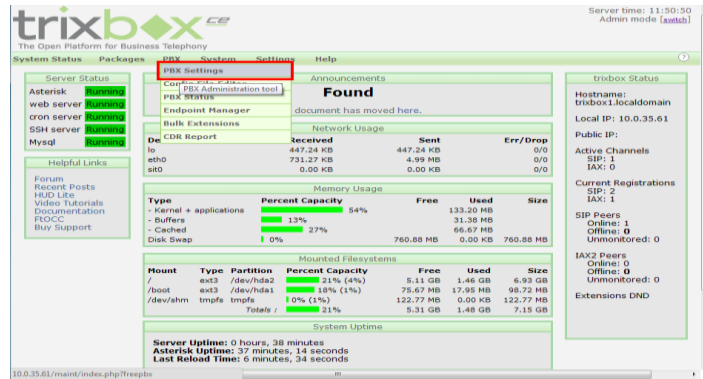 trixbox CE
The Open Platform for Business Telephony
Server time: 11:50:50
Admin mode [switch]
System Status Packages PBX System Settings Help ?
PBX Settings
Config File Editor
PBX Administration tool
PBX Status
Endpoint Manager
Bulk Extensions
CDR Report
Server Status
Asterisk Running
web server Running
cron server Running
SSH server Running
Mysql Running
Helpful Links
Forum
Recent Posts
HUD Lite
Video Tutorials
Documentation
FtOCC
Buy Support
Announcements
Found
document has moved here.
Network Usage
De Received Sent Err/Drop
lo 447.24 KB 447.24 KB 0/0
eth0 731.27 KB 4.99 MB 0/0
sit0 0.00 KB 0.00 KB 0/0
Memory Usage
Type Percent Capacity Free Used Size
- Kernel + applications 54% 133.20 MB
- Buffers 13% 31.38 MB
- Cached 27% 66.67 MB
Disk Swap 0% 760.88 MB 0.00 KB 760.88 MB
Mounted Filesystems
Mount Type Partition Percent Capacity Free Used Size
/ ext3 /dev/hda2 21% (4%) 5.11 GB 1.46 GB 6.93 GB
/boot ext3 /dev/hda1 18% (1%) 75.67 MB 17.95 MB 98.72 MB
/dev/shm tmpfs tmpfs 0% (1%) 122.77 MB 0.00 KB 122.77 MB
Totals : 21% 5.31 GB 1.48 GB 7.15 GB
System Uptime
Server Uptime: 0 hours, 38 minutes
Asterisk Uptime: 37 minutes, 14 seconds
Last Reload Time: 6 minutes, 34 seconds
trixbox Status
Hostname:
trixbox1.localdomain
Local IP: 10.0.35.61
Public IP:
Active Channels
SIP: 1
IAX: 0
Current Registrations
SIP: 2
IAX: 1
SIP Peers
Online: 1
Offline: 0
Unmonitored: 0
IAX2 Peers
Online: 0
Offline: 0
Unmonitored: 0
Extensions DND
10.0.35.61/maint/index.php?freepbx